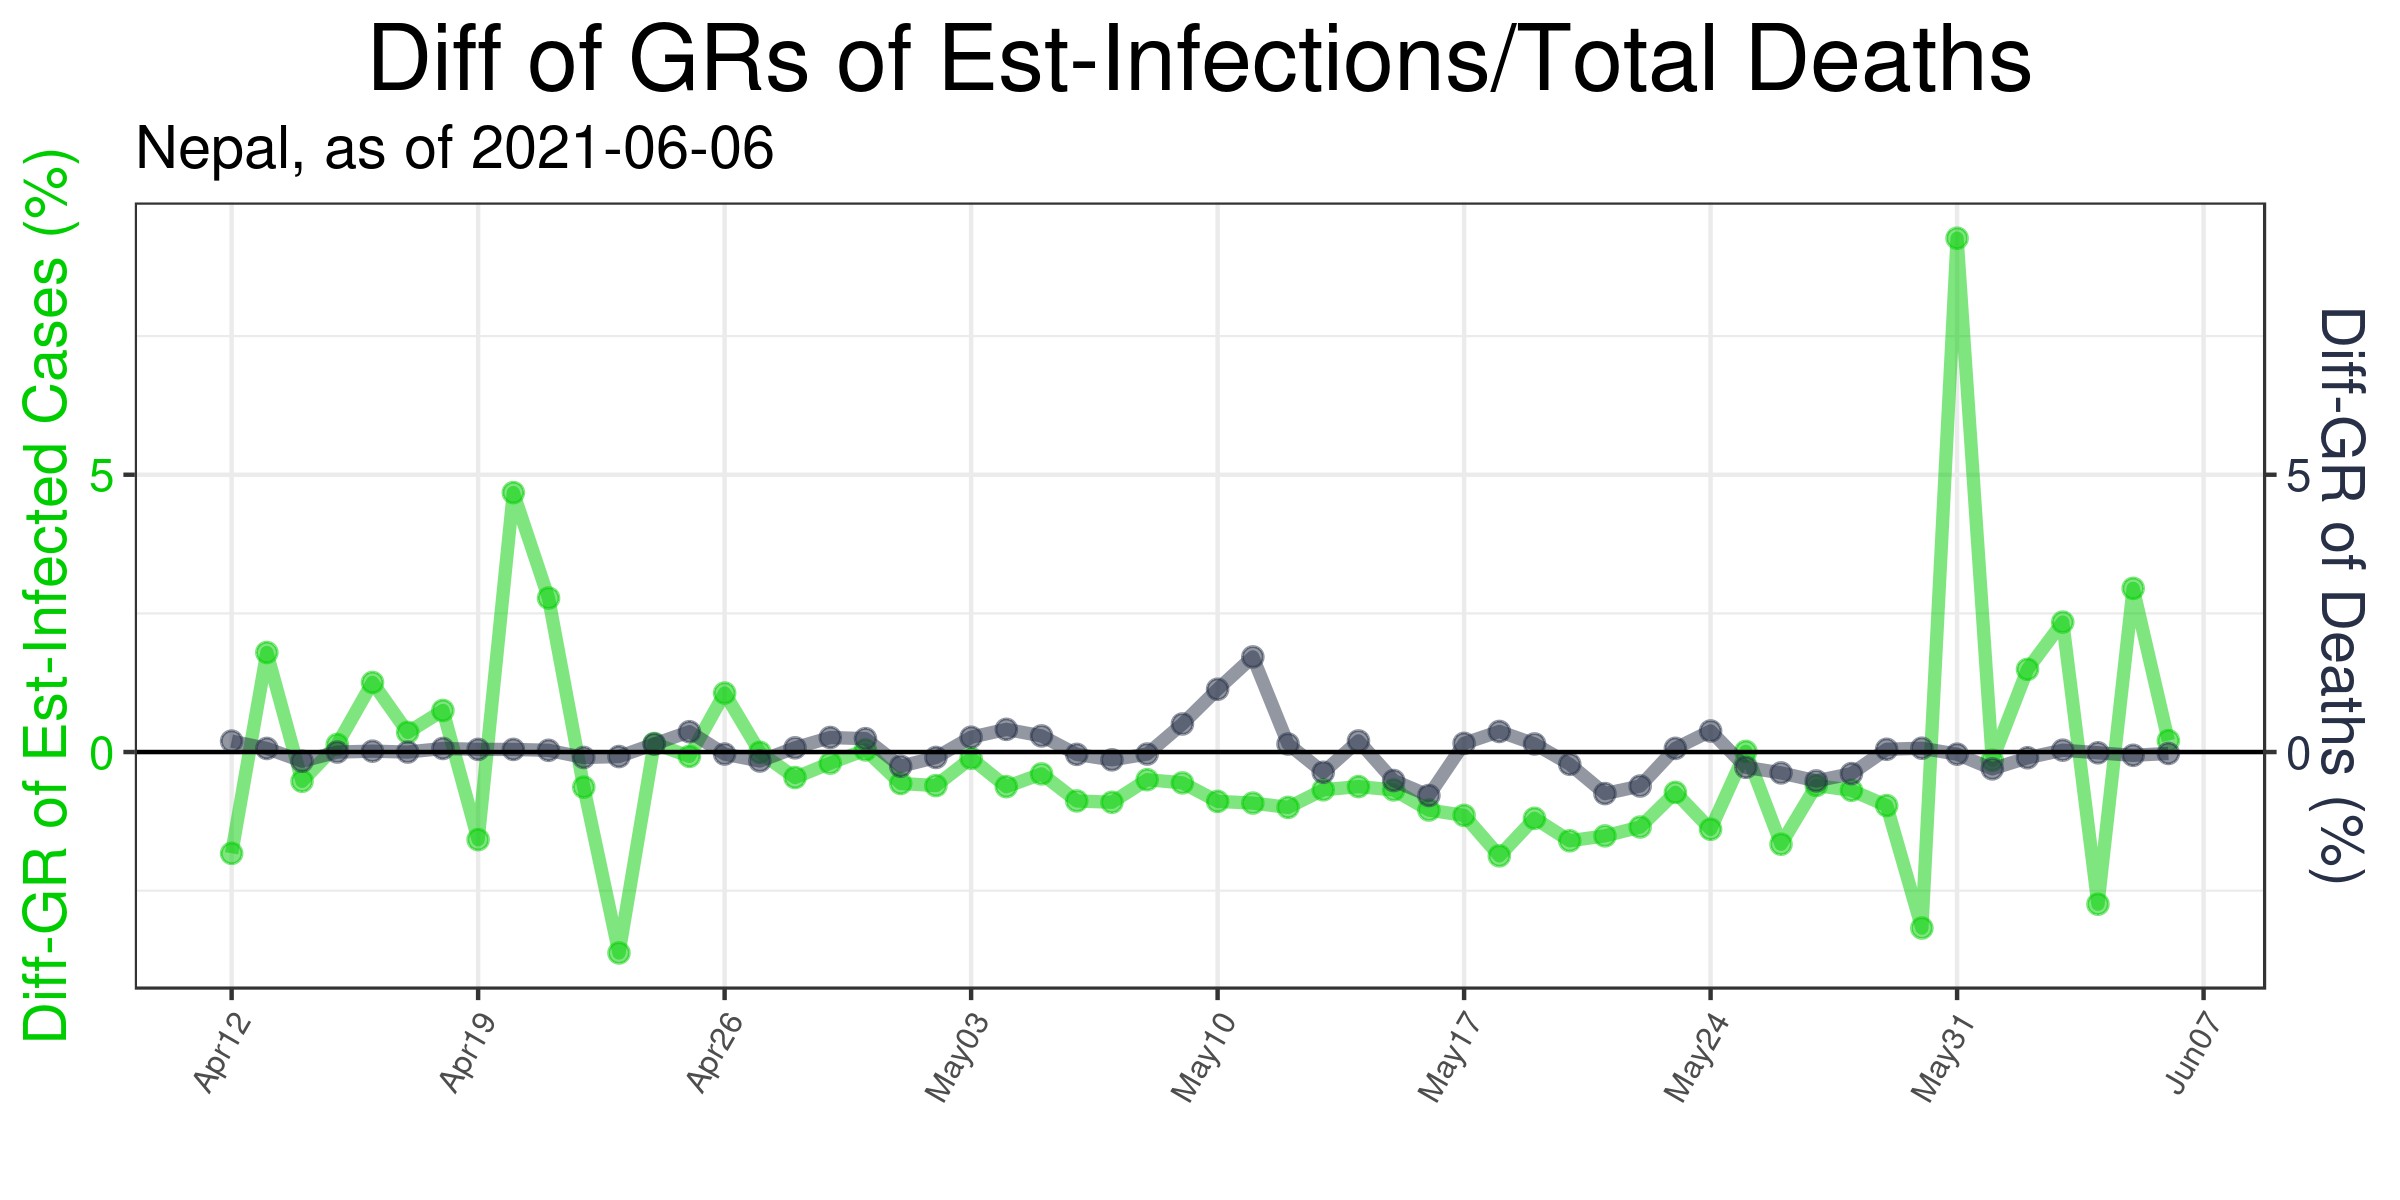 Diff of GRs of Est-Infections/Total Deaths
Nepal, as of 2021-06-06
Diff-GR of Est-Infected Cases (%)
5
0
5
0
Diff-GR of Deaths (%)
Apr12
Apr19
Apr26
May03
May10
May17
May24
May31
Jun07